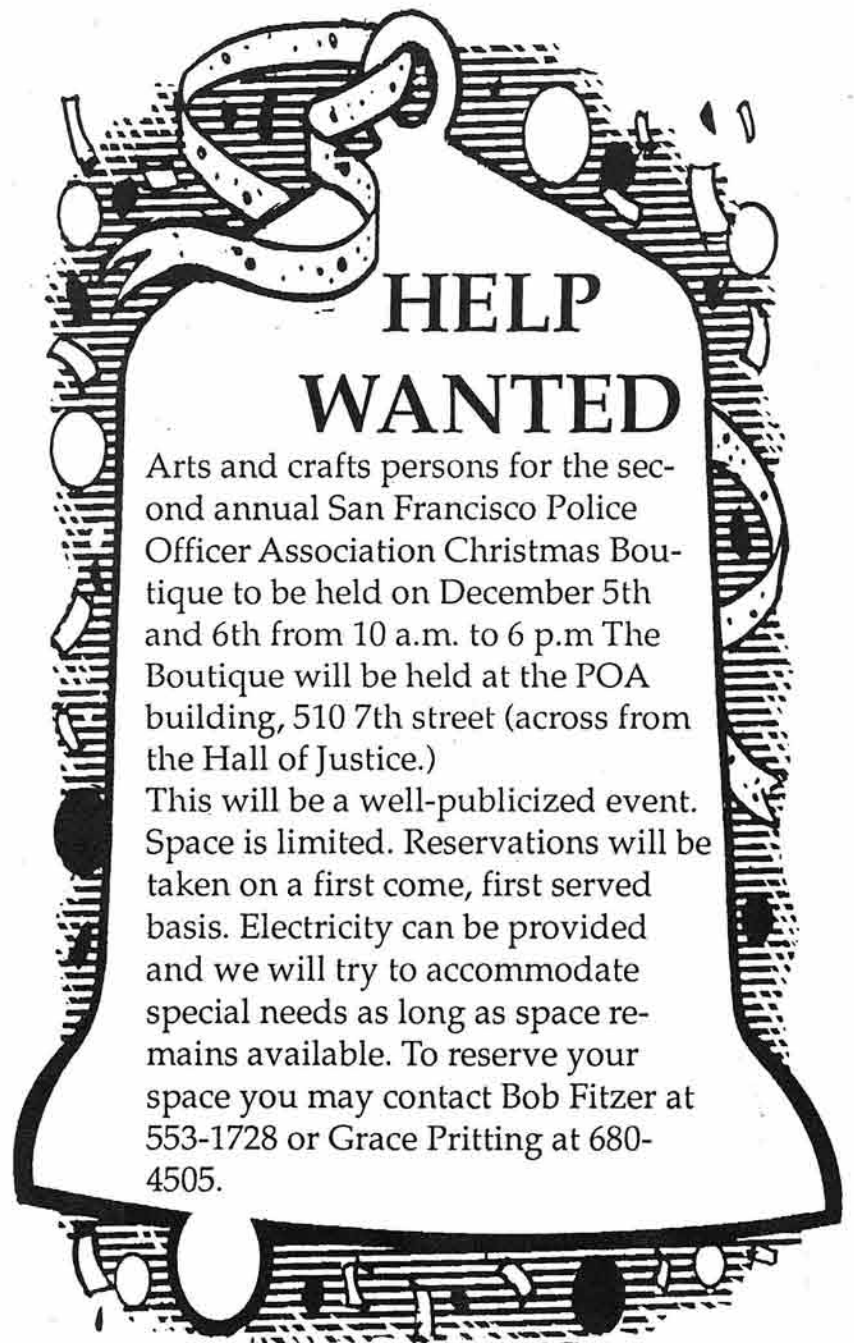 HELP
WANTED
Arts and crafts persons for the sec-
ond annual San Francisco Police
Officer Association Christmas Bou-
tique to be held on December 5th
and 6th from 10 a.m. to 6 p.m The
Boutique will be held at the POA
building, 510 7th street (across from
the Hall of Justice.)
This will be a well-publicized event.
Space is limited. Reservations will be
taken on a first come, first served
basis. Electricity can be provided
and we will try to accommodate
special needs as long as space re-
mains available. To reserve your
space you may contact Bob Fitzer at
553-1728 or Grace Pritting at 680-
4505.